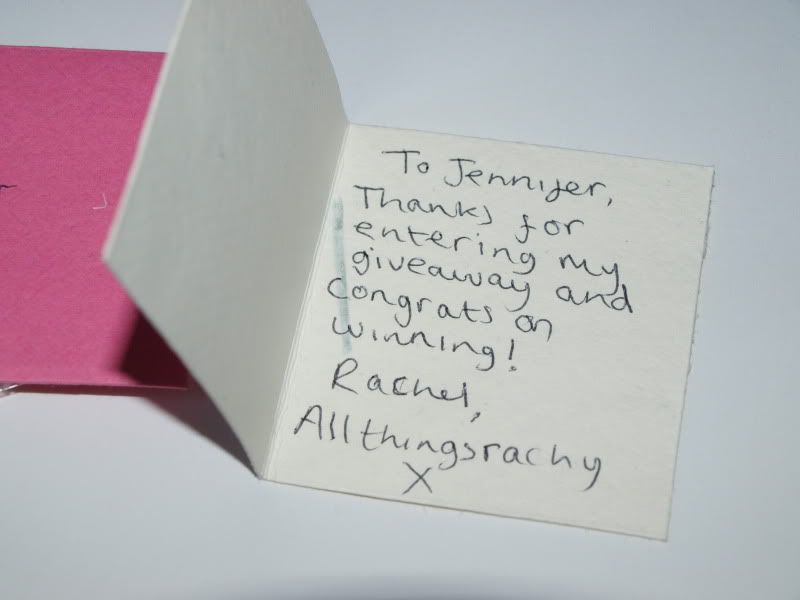 To Jennifer,
Thanks for
entering my
giveaway and
congrats on
winning!
Rachel,
Allthingsrachy
X